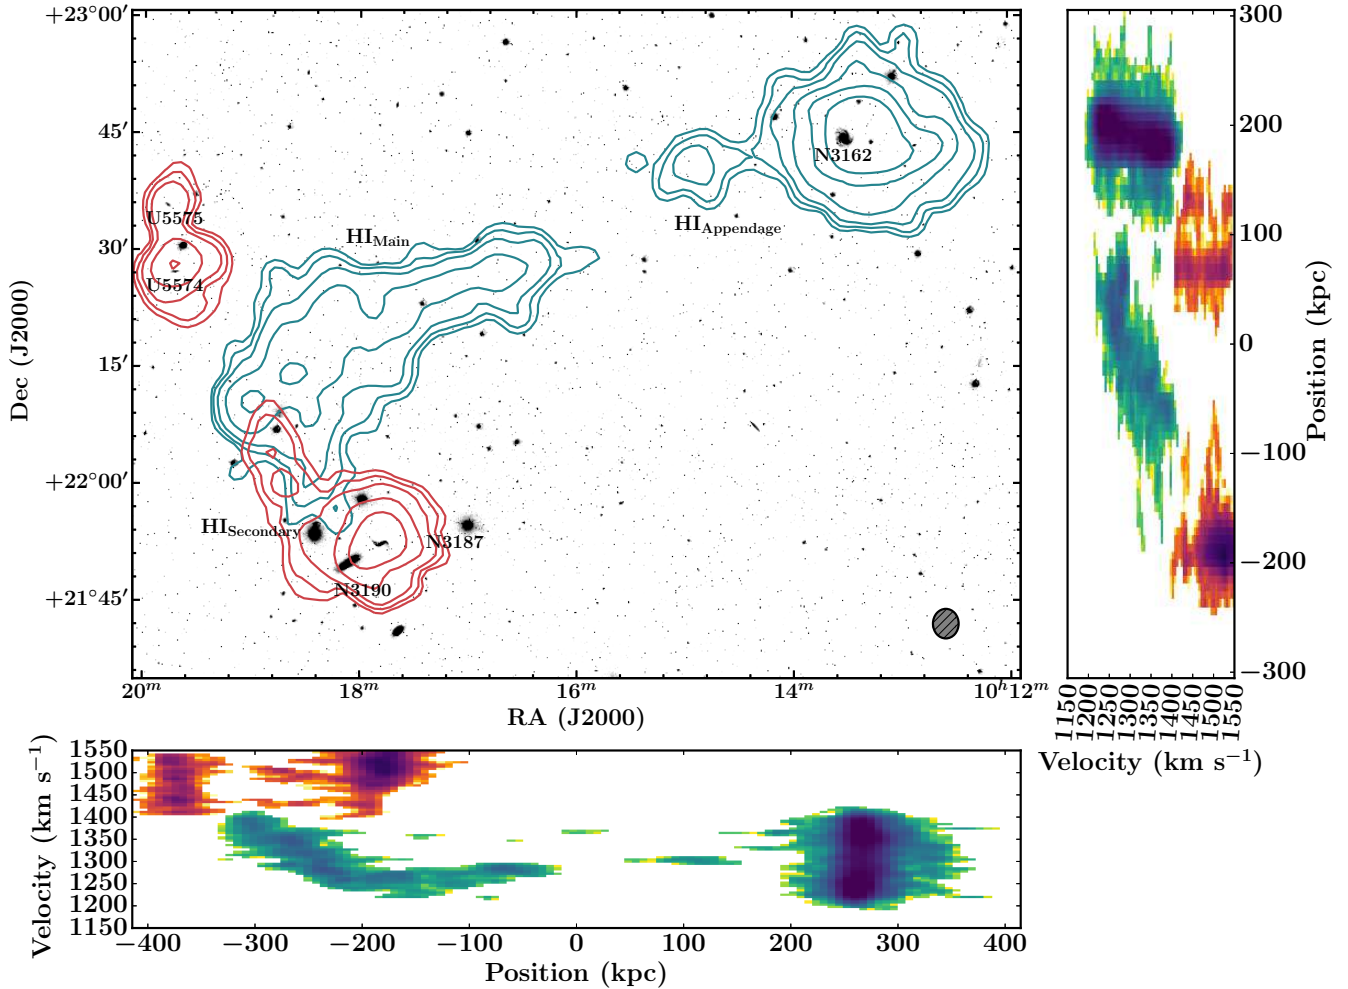 +23°00′
+45′
+30′
+15′
+22°00′
+21°45′
Dec (J2000)
20ᵐ
18ᵐ
16ᵐ
14ᵐ
10ʰ12ᵐ
RA (J2000)
N3162
HI_Appendage
U5575
HI_Main
U5574
HI_Secondary
N3187
N3190
300
200
100
0
−100
−200
−300
Position (kpc)
1150
1200
1250
1300
1350
1400
1450
1500
1550
Velocity (km s⁻¹)
1550
1500
1450
1400
1350
1300
1250
1200
1150
Velocity (km s⁻¹)
−400
−300
−200
−100
0
100
200
300
400
Position (kpc)